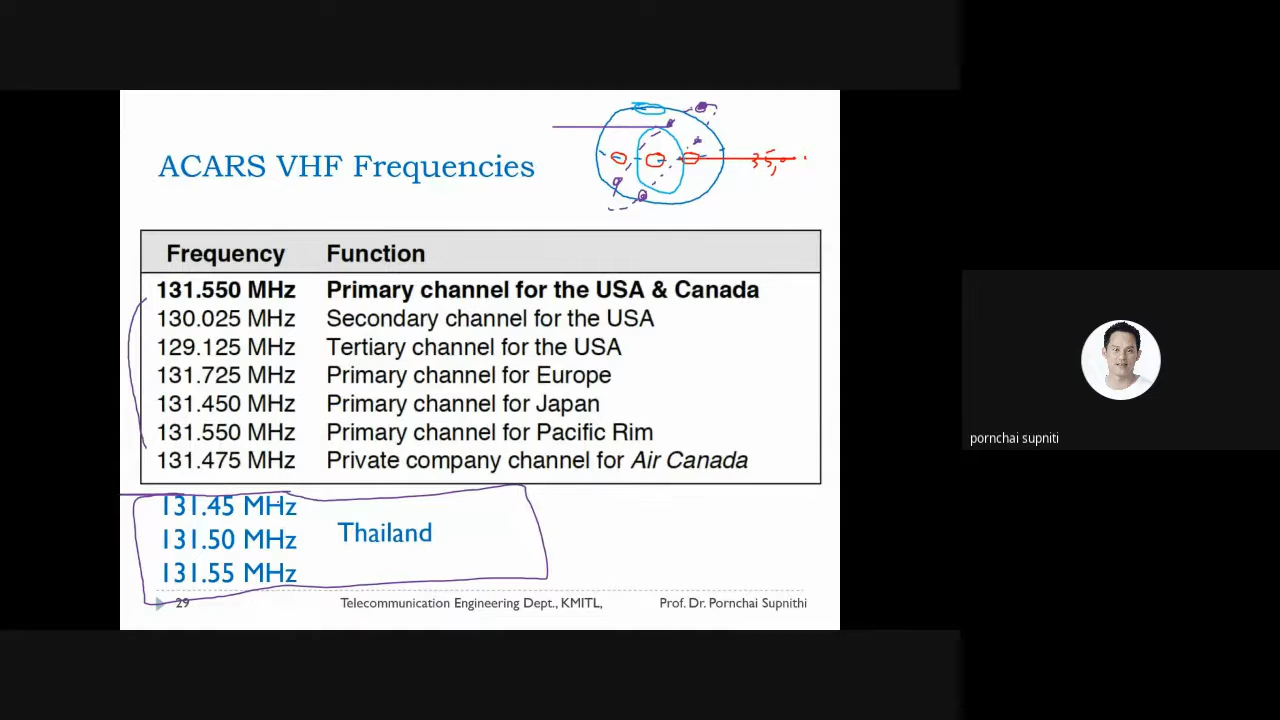 ACARS VHF Frequencies
Frequency Function
131.550 MHz Primary channel for the USA & Canada
130.025 MHz Secondary channel for the USA
129.125 MHz Tertiary channel for the USA
131.725 MHz Primary channel for Europe
131.450 MHz Primary channel for Japan
131.550 MHz Primary channel for Pacific Rim
131.475 MHz Private company channel for Air Canada
131.45 MHz
131.50 MHz Thailand
131.55 MHz
29 Telecommunication Engineering Dept., KMITL, Prof. Dr. Pornchai Supnithi
pornchai supniti